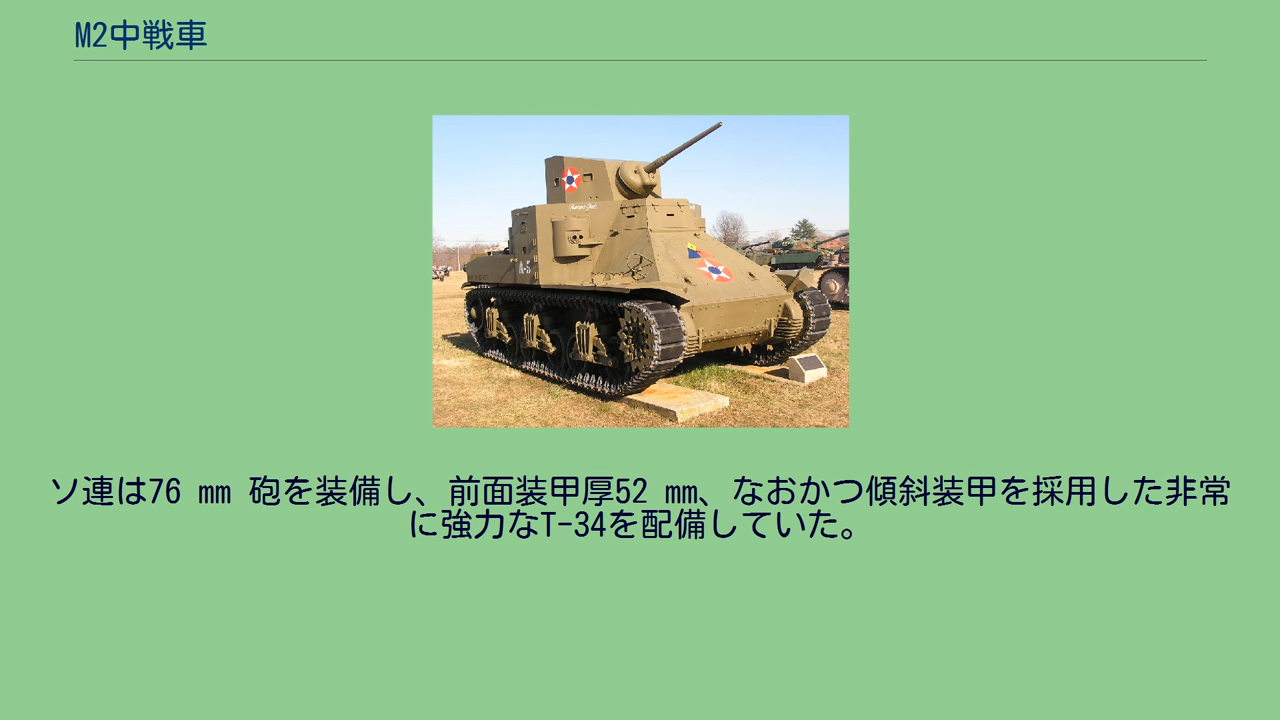 M2中戦車
A-5
ソ連は76 mm 砲を装備し、前面装甲厚52 mm、なおかつ傾斜装甲を採用した非常
に強力なT-34を配備していた。